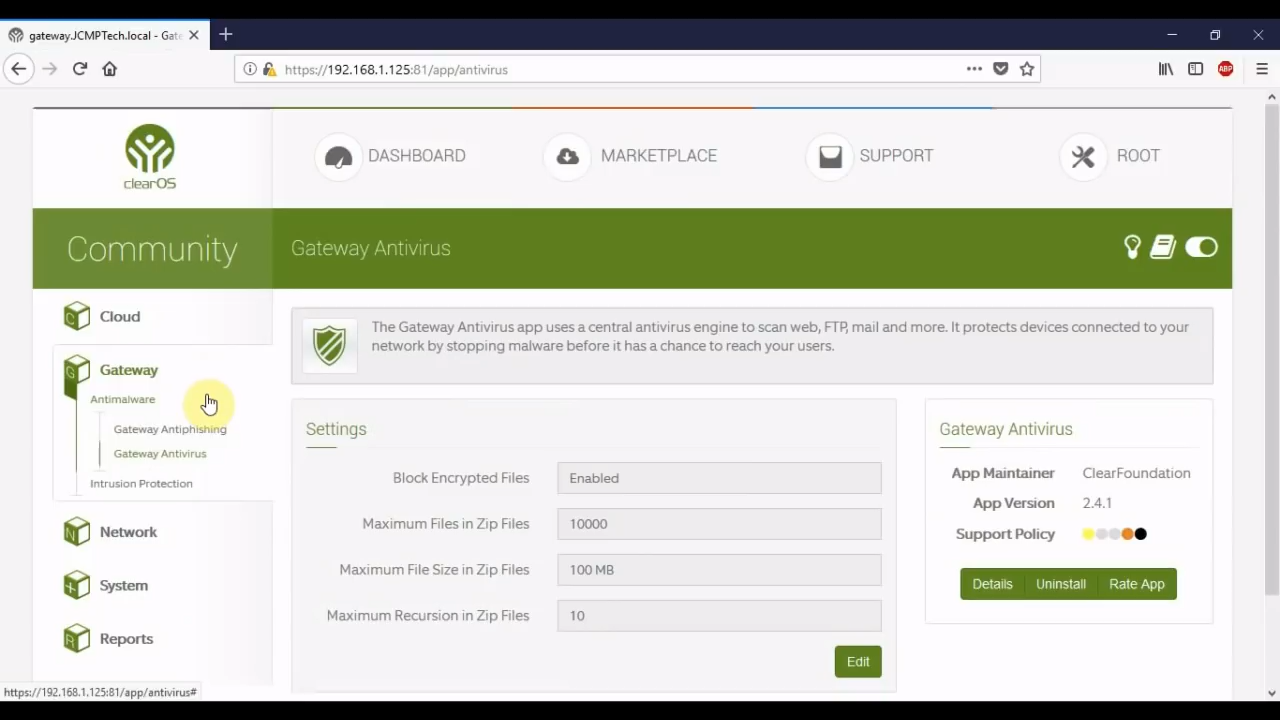 gateway.JCMPTech.local - Gate
https://192.168.1.125:81/app/antivirus
ABP
clearOS
DASHBOARD
MARKETPLACE
SUPPORT
ROOT
Community
Gateway Antivirus
Cloud
Gateway
Antimalware
Gateway Antiphishing
Gateway Antivirus
Intrusion Protection
Network
System
Reports
The Gateway Antivirus app uses a central antivirus engine to scan web, FTP, mail and more. It protects devices connected to your
network by stopping malware before it has a chance to reach your users.
Settings
Block Encrypted Files Enabled
Maximum Files in Zip Files 10000
Maximum File Size in Zip Files 100 MB
Maximum Recursion in Zip Files 10
Edit
Gateway Antivirus
App Maintainer ClearFoundation
App Version 2.4.1
Support Policy
Details Uninstall Rate App
https://192.168.1.125:81/app/antivirus#